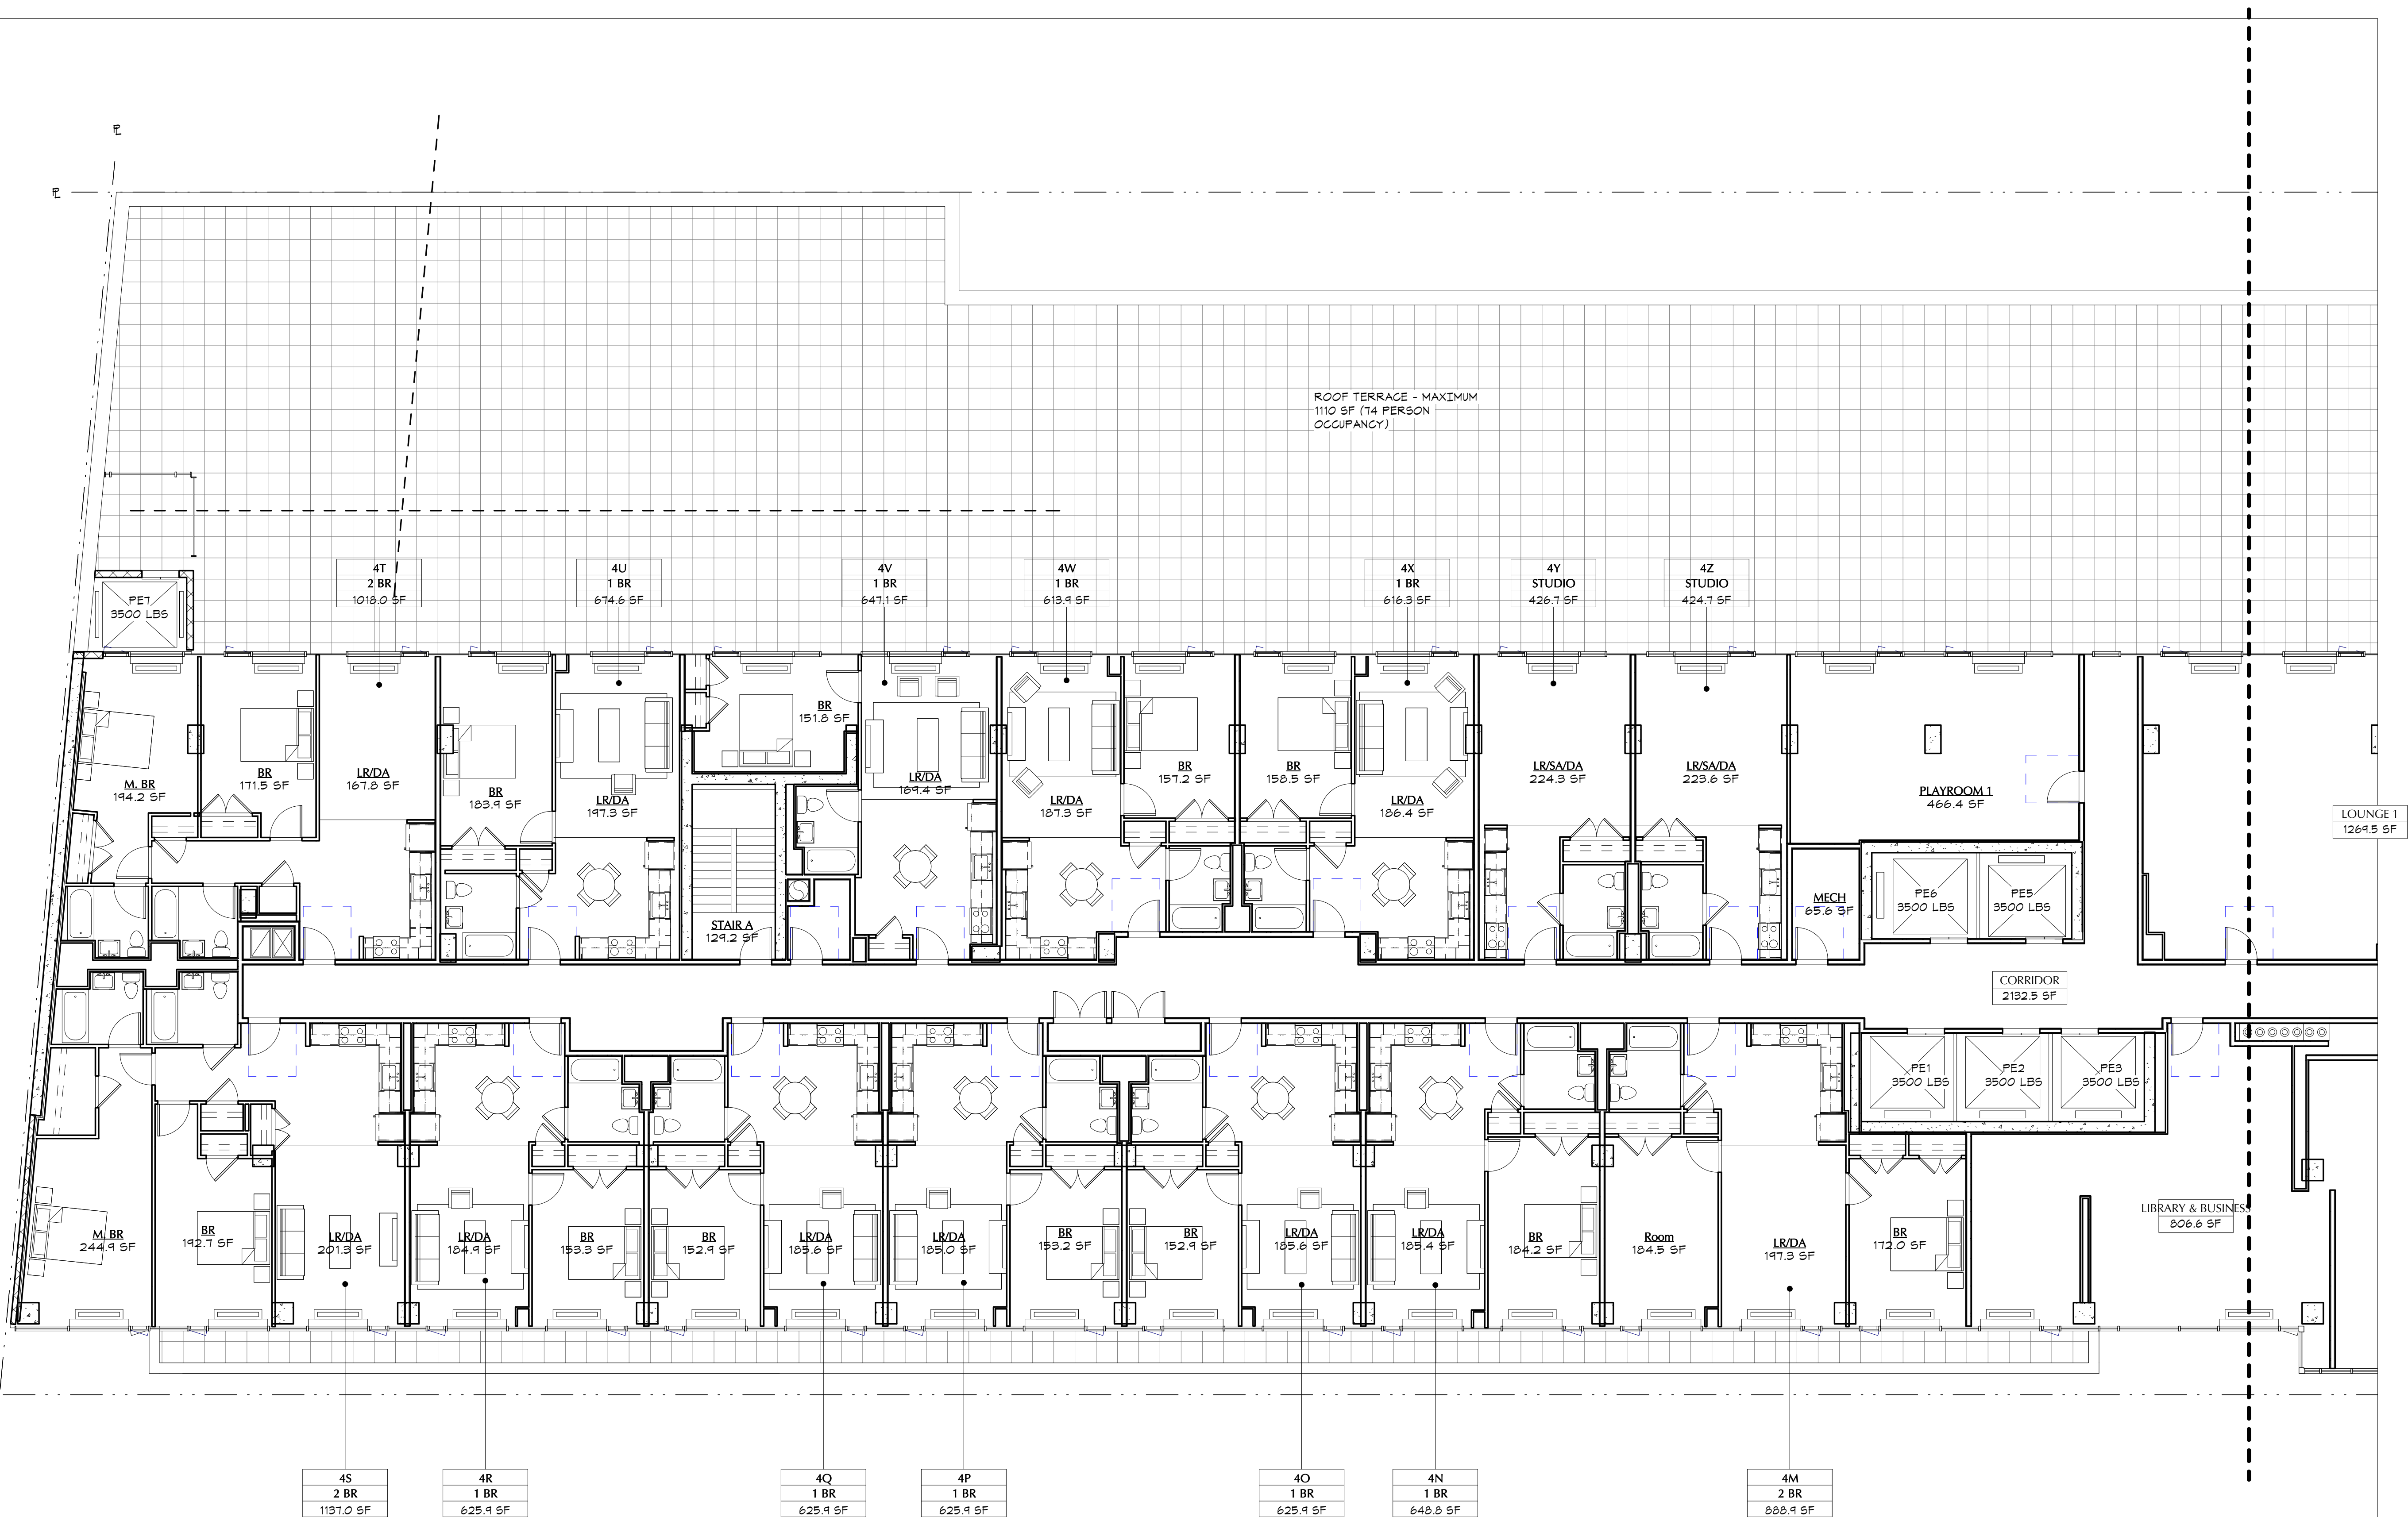 PL
PL
ROOF TERRACE - MAXIMUM
1110 SF (74 PERSON
OCCUPANCY)
4T
2 BR
1018.0 SF
4U
1 BR
674.6 SF
4V
1 BR
647.1 SF
4W
1 BR
613.9 SF
4X
1 BR
616.3 SF
4Y
STUDIO
426.7 SF
4Z
STUDIO
424.7 SF
PE7
3500 LBS
M. BR
194.2 SF
BR
171.5 SF
LR/DA
167.8 SF
BR
183.9 SF
LR/DA
197.3 SF
BR
151.8 SF
LR/DA
169.4 SF
LR/DA
187.3 SF
BR
157.2 SF
BR
158.5 SF
LR/DA
186.4 SF
LR/SA/DA
224.3 SF
LR/SA/DA
223.6 SF
PLAYROOM 1
466.4 SF
LOUNGE 1
1269.5 SF
STAIR A
129.2 SF
MECH
65.6 SF
PE6
3500 LBS
PE5
3500 LBS
CORRIDOR
2132.5 SF
PE1
3500 LBS
PE2
3500 LBS
PE3
3500 LBS
M. BR
244.9 SF
BR
192.7 SF
LR/DA
201.3 SF
LR/DA
184.9 SF
BR
153.3 SF
BR
152.9 SF
LR/DA
185.6 SF
LR/DA
185.0 SF
BR
153.2 SF
BR
152.9 SF
LR/DA
185.6 SF
LR/DA
185.4 SF
BR
184.2 SF
Room
184.5 SF
LR/DA
197.3 SF
BR
172.0 SF
LIBRARY & BUSINESS
806.6 SF
4S
2 BR
1137.0 SF
4R
1 BR
625.9 SF
4Q
1 BR
625.9 SF
4P
1 BR
625.9 SF
4O
1 BR
625.9 SF
4N
1 BR
648.8 SF
4M
2 BR
888.9 SF